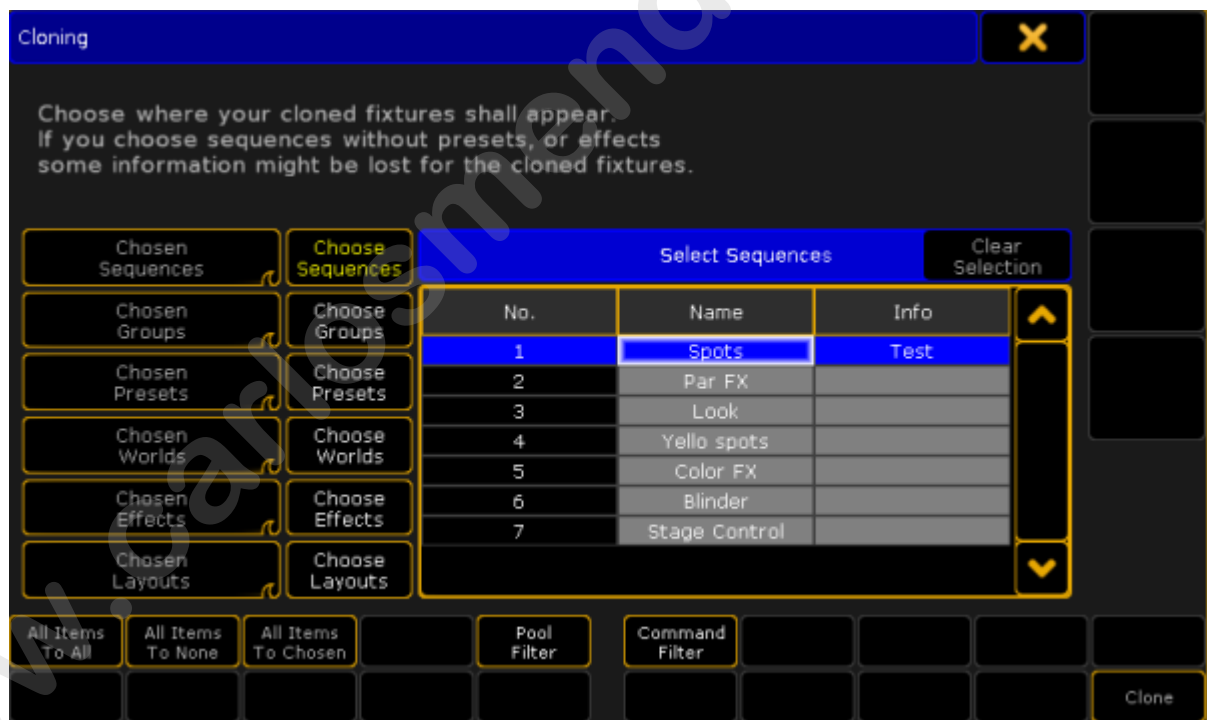 Cloning
Choose where your cloned fixtures shall appear.
If you choose sequences without presets, or effects
some information might be lost for the cloned fixtures.
Chosen
Sequences
Choose
Sequences
Select Sequences
Clear
Selection
Chosen
Groups
Choose
Groups
Chosen
Presets
Choose
Presets
Chosen
Worlds
Choose
Worlds
Chosen
Effects
Choose
Effects
Chosen
Layouts
Choose
Layouts
No. Name Info
1 Spots Test
2 Par FX
3 Look
4 Yello spots
5 Color FX
6 Blinder
7 Stage Control
All Items
To All
All Items
To None
All Items
To Chosen
Pool
Filter
Command
Filter
Clone
w.carlosmend